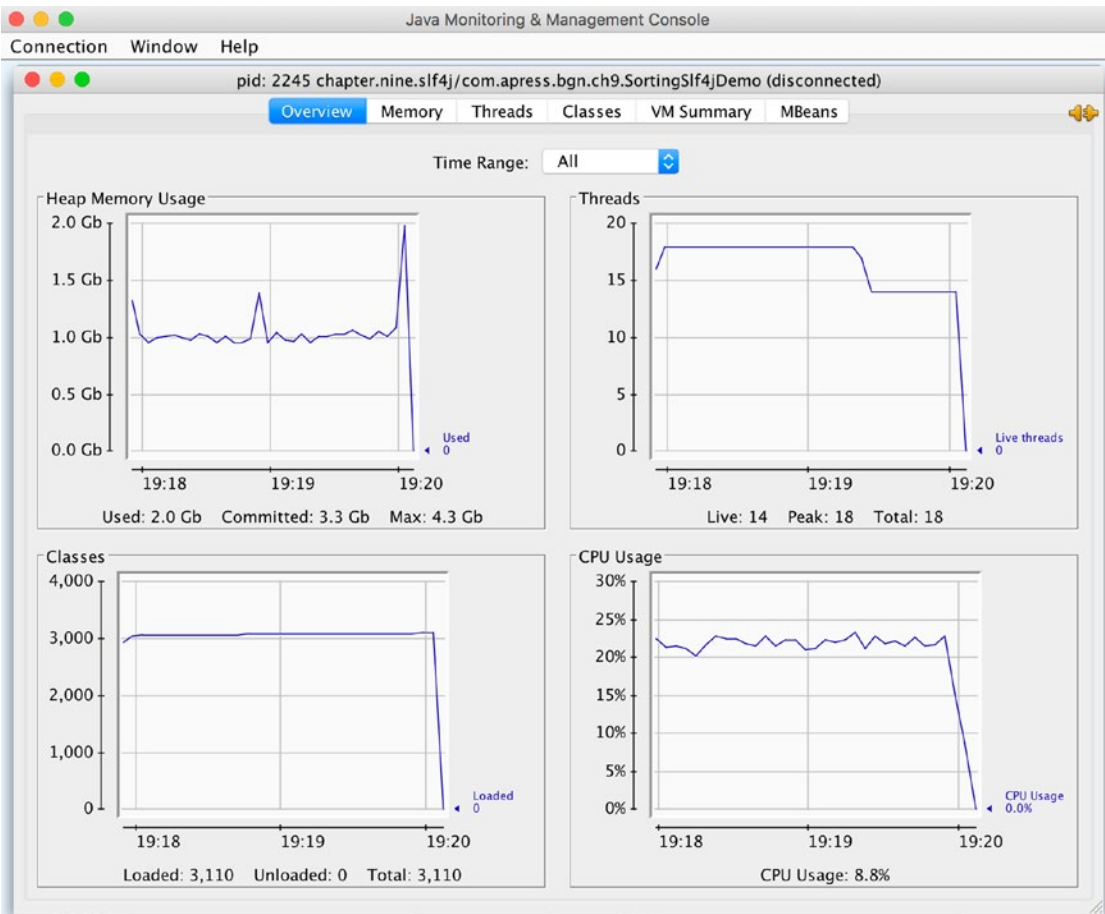 Java Monitoring & Management Console
Connection Window Help
pid: 2245 chapter.nine.slf4j/com.apress.bgn.ch9.SortingSlf4jDemo (disconnected)
Overview Memory Threads Classes VM Summary MBeans
Time Range: All
Heap Memory Usage
2.0 Gb
1.5 Gb
1.0 Gb
0.5 Gb
0.0 Gb
Used
0
19:18 19:19 19:20
Used: 2.0 Gb Committed: 3.3 Gb Max: 4.3 Gb
Threads
20
15
10
5
0
Live threads
0
19:18 19:19 19:20
Live: 14 Peak: 18 Total: 18
Classes
4,000
3,000
2,000
1,000
0
Loaded
0
19:18 19:19 19:20
Loaded: 3,110 Unloaded: 0 Total: 3,110
CPU Usage
30%
25%
20%
15%
10%
5%
0%
CPU Usage
0.0%
19:18 19:19 19:20
CPU Usage: 8.8%